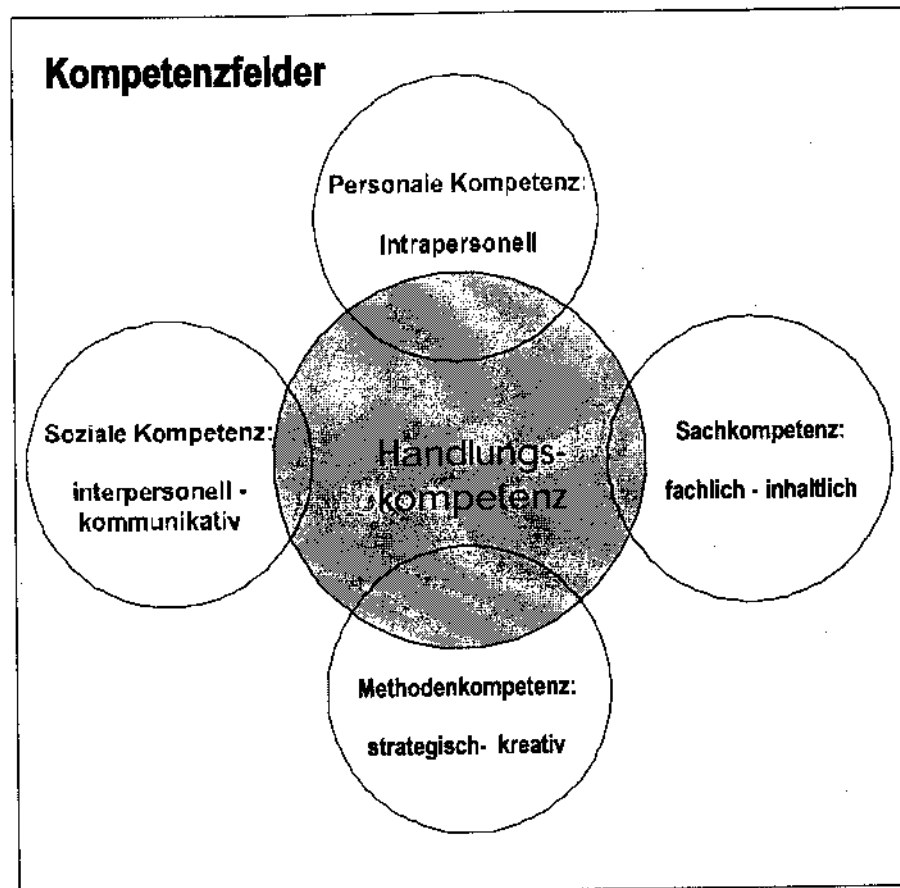 Kompetenzfelder
Personale Kompetenz:
Intrapersonell
Soziale Kompetenz:
interpersonell -
kommunikativ
Handlungs-
kompetenz
Sachkompetenz:
fachlich - inhaltlich
Methodenkompetenz:
strategisch- kreativ